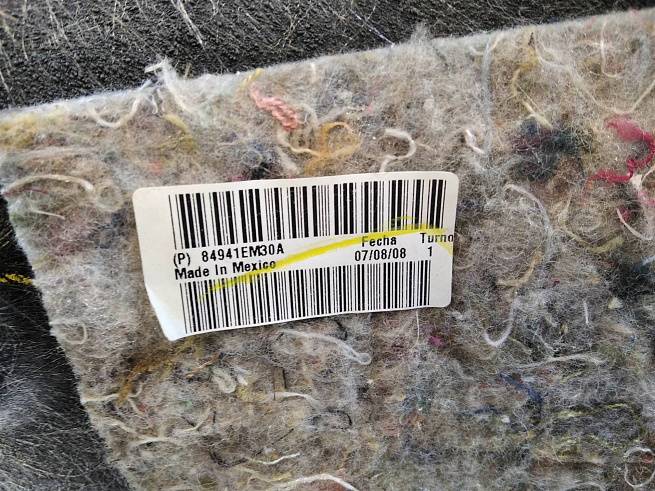 (P) 84941EM30A Fecha Turno
Made In Mexico 07/08/08 1